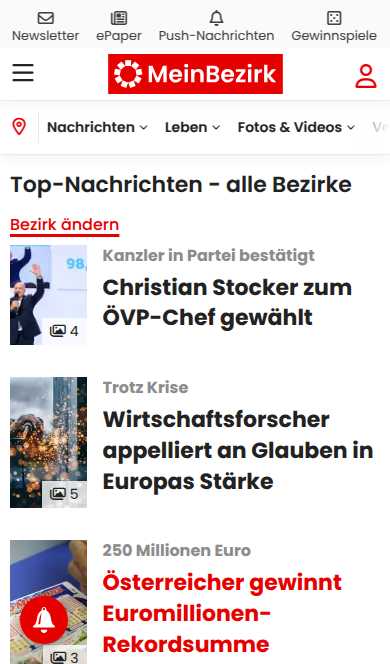 Newsletter ePaper Push-Nachrichten Gewinnspiele
MeinBezirk
Nachrichten Leben Fotos & Videos
Top-Nachrichten - alle Bezirke
Bezirk ändern
Kanzler in Partei bestätigt
98,
Christian Stocker zum
ÖVP-Chef gewählt
4
Trotz Krise
Wirtschaftsforscher
appelliert an Glauben in
Europas Stärke
5
250 Millionen Euro
Österreicher gewinnt
Euromillionen-
Rekordsumme
3